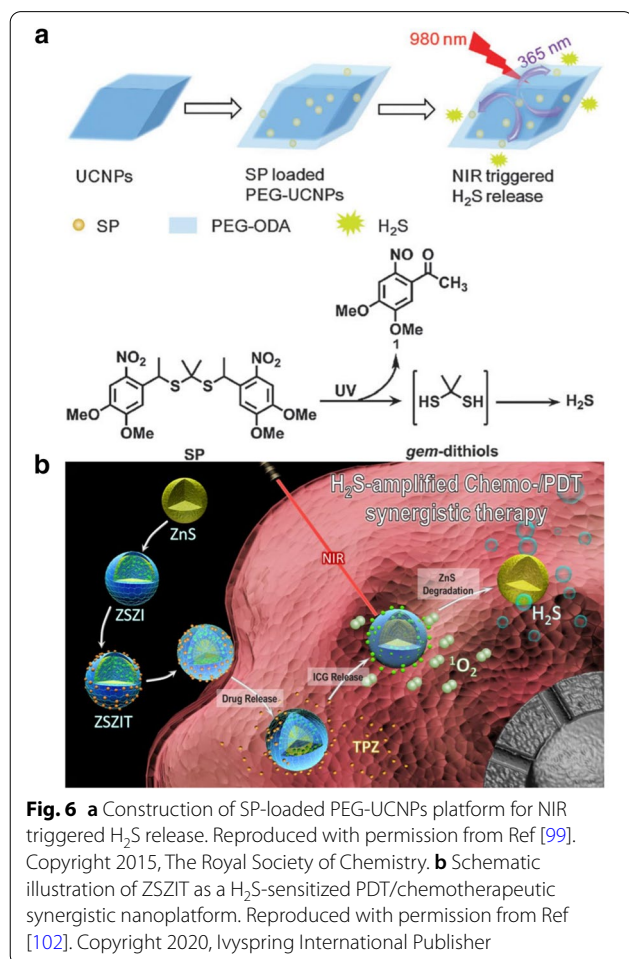 a
980 nm
365 nm
H₂S
UCNPs
SP loaded
PEG-UCNPs
NIR triggered
H₂S release
SP
PEG-ODA
H₂S
NO
O
CH₃
MeO
OMe
1
NO₂
NO₂
S
S
MeO
OMe
OMe
OMe
SP
UV
HS
SH
gem-dithiols
H₂S
b
H₂S-amplified Chemo-/PDT
synergistic therapy
ZnS
NIR
ZnS
Degradation
ZSZI
H₂S
ICG Release
¹O₂
ZSZIT
Drug Release
TPZ
Fig. 6 a Construction of SP-loaded PEG-UCNPs platform for NIR
triggered H₂S release. Reproduced with permission from Ref [99].
Copyright 2015, The Royal Society of Chemistry. b Schematic
illustration of ZSZIT as a H₂S-sensitized PDT/chemotherapeutic
synergistic nanoplatform. Reproduced with permission from Ref
[102]. Copyright 2020, Ivyspring International Publisher